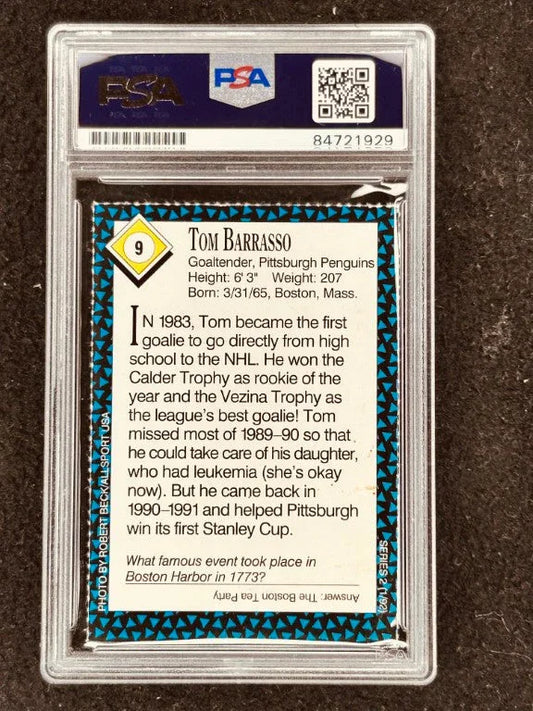 PSA
PSA
84721929
9
TOM BARRASSO
Goaltender, Pittsburgh Penguins
Height: 6' 3" Weight: 207
Born: 3/31/65, Boston, Mass.
IN 1983, Tom became the first
goalie to go directly from high
school to the NHL. He won the
Calder Trophy as rookie of the
year and the Vezina Trophy as
the league's best goalie! Tom
missed most of 1989–90 so that
he could take care of his daughter,
who had leukemia (she's okay
now). But he came back in
1990–1991 and helped Pittsburgh
win its first Stanley Cup.
What famous event took place in
Boston Harbor in 1773?
Answer: The Boston Tea Party
PHOTO BY ROBERT BECK/ALLSPORT USA
SERIES 2 (1/92)
PSA